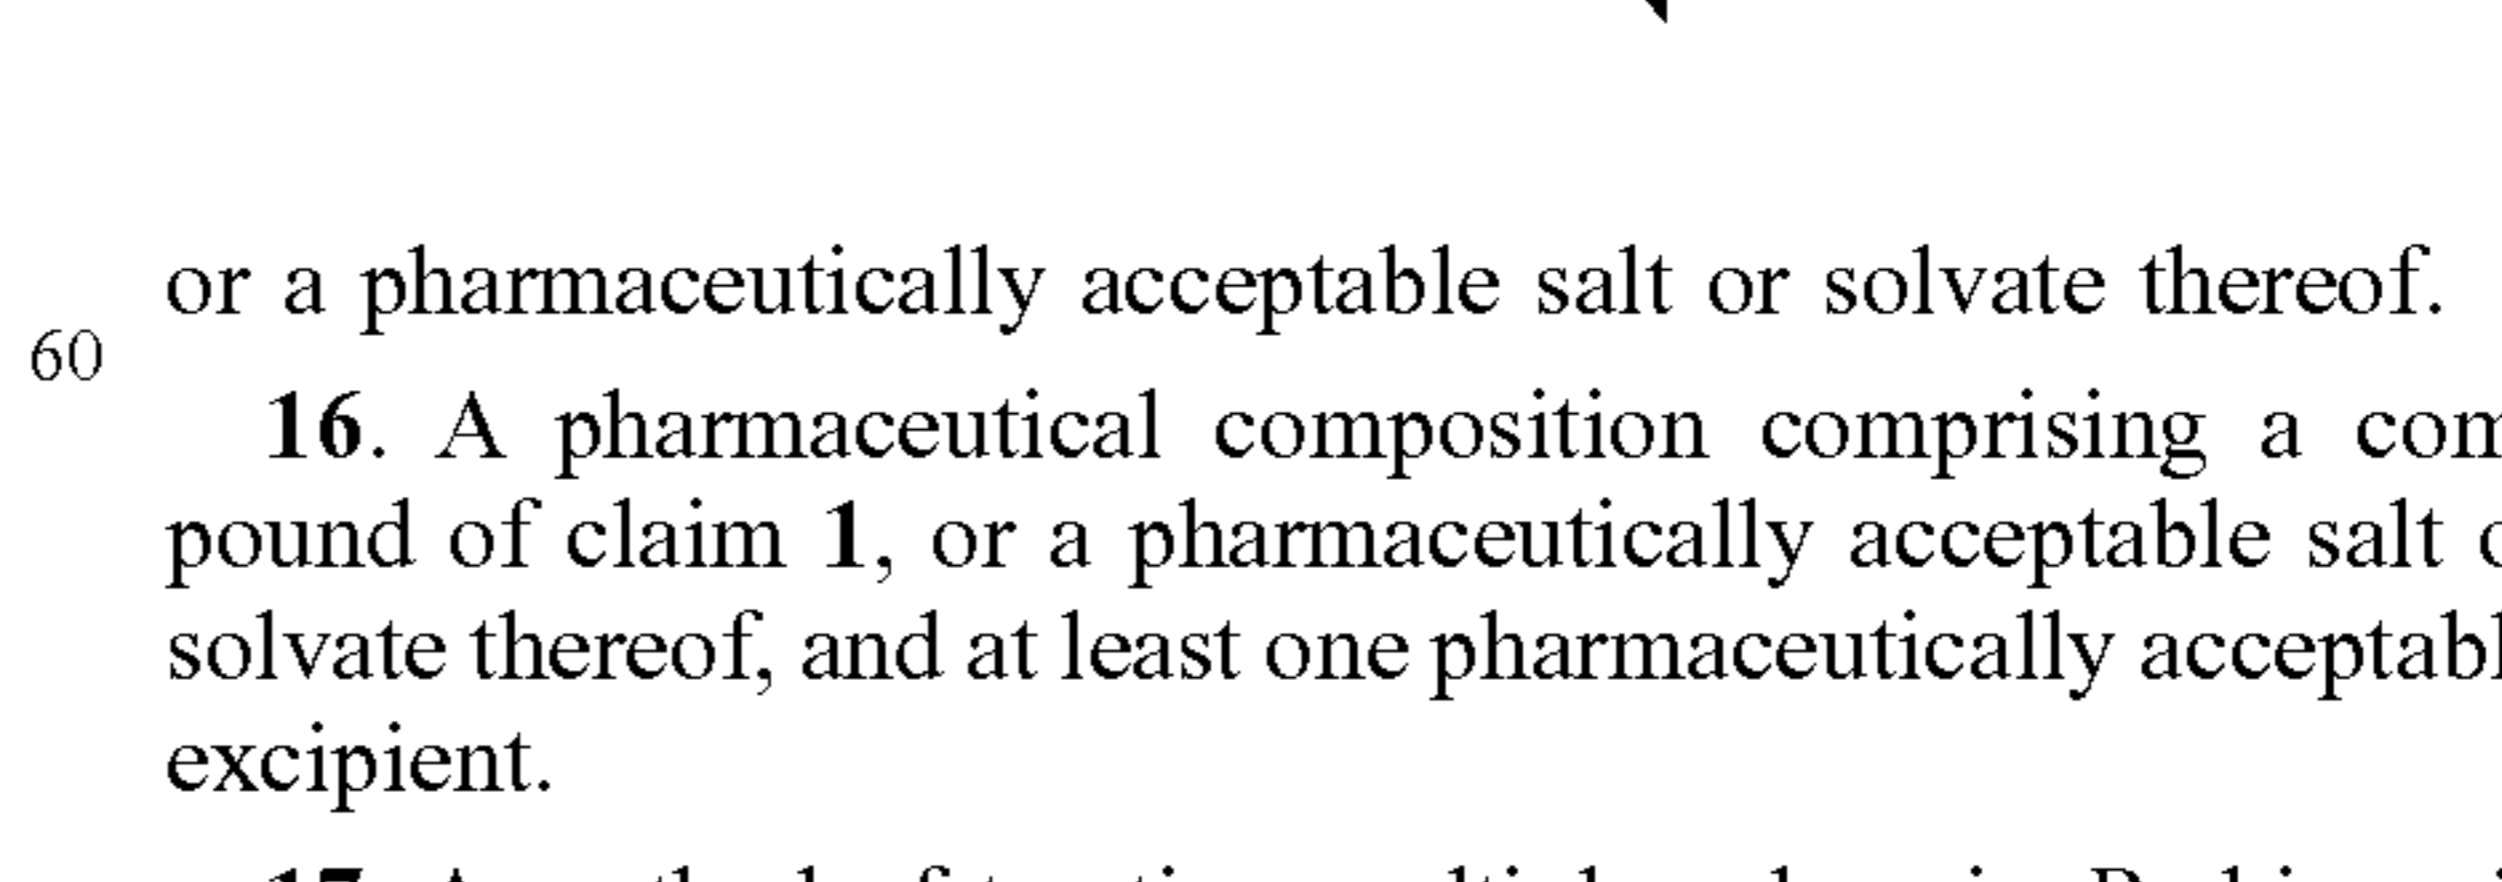 or a pharmaceutically acceptable salt or solvate thereof.
60
16. A pharmaceutical composition comprising a com
pound of claim 1, or a pharmaceutically acceptable salt
solvate thereof, and at least one pharmaceutically acceptabl
excipient.